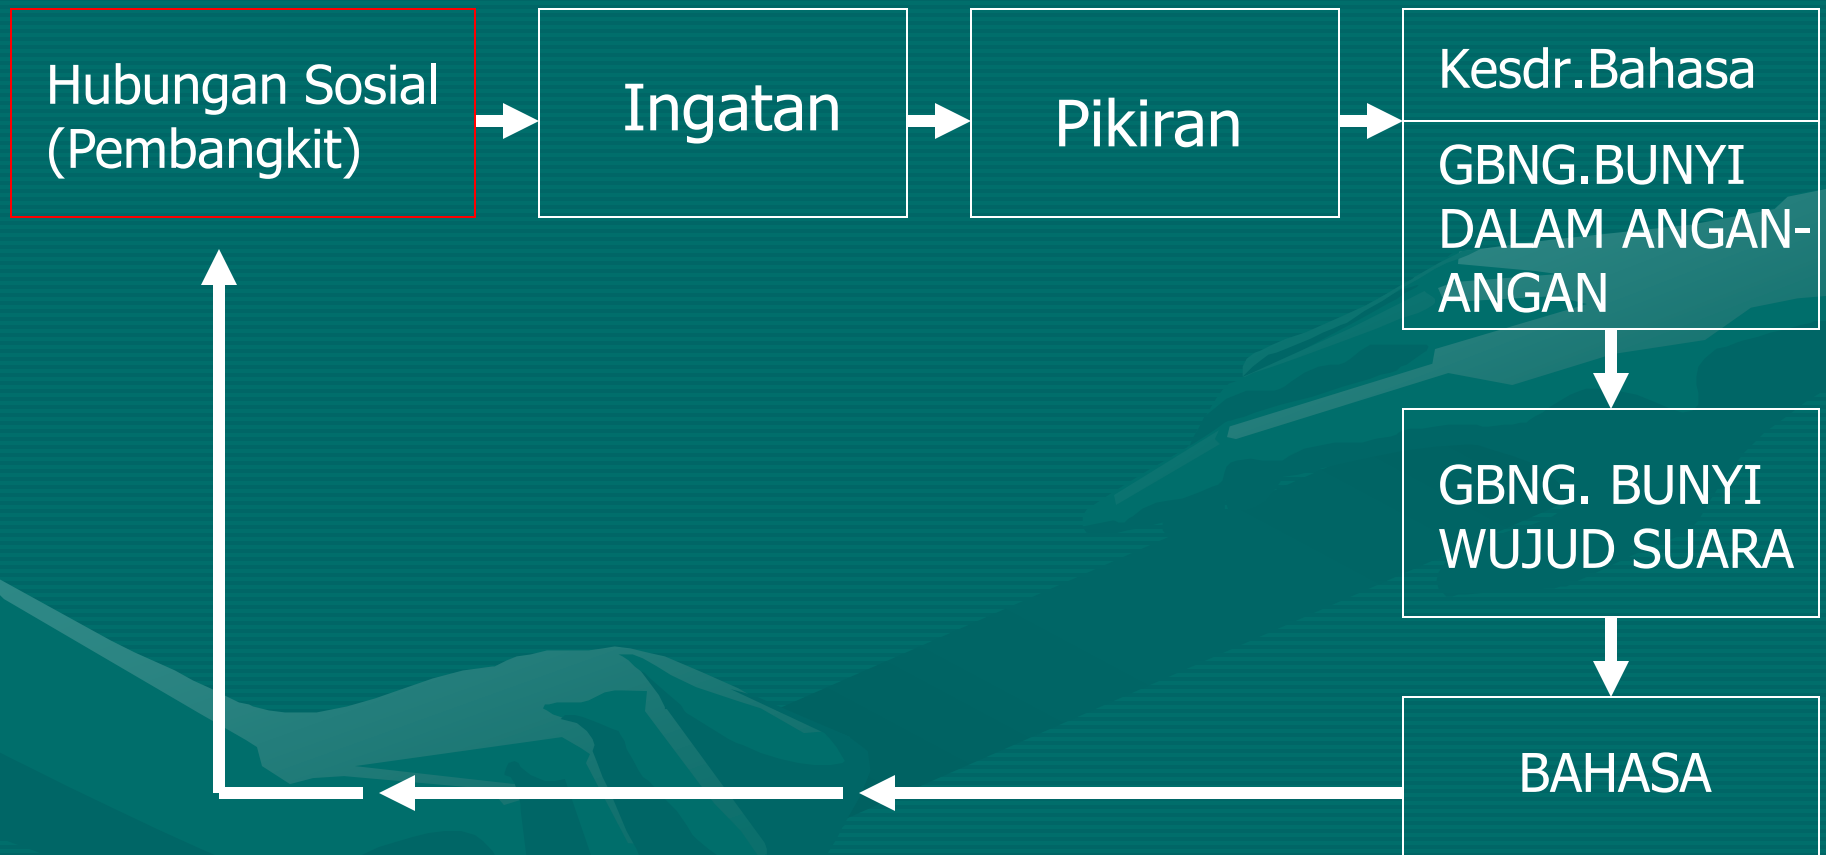 Hubungan Sosial
(Pembangkit)
Ingatan
Pikiran
Kesdr.Bahasa
GBNG.BUNYI
DALAM ANGAN-
ANGAN
GBNG. BUNYI
WUJUD SUARA
BAHASA